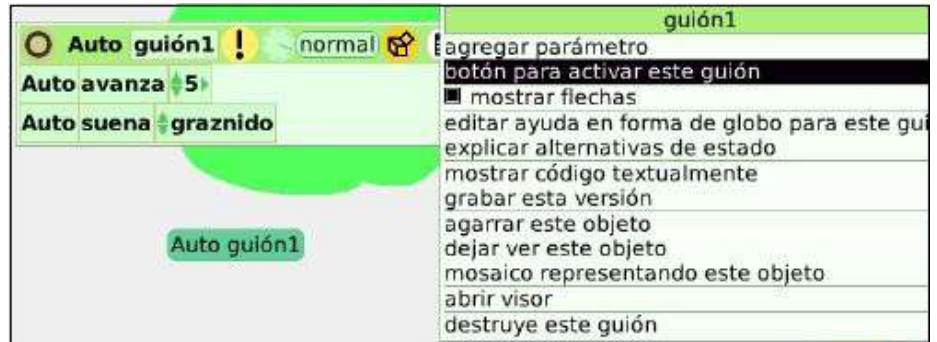 Auto guión1 ! normal
Auto avanza 5
Auto suena graznido
Auto guión1
guión1
agregar parámetro
botón para activar este guión
mostrar flechas
editar ayuda en forma de globo para este gui
explicar alternativas de estado
mostrar código textualmente
grabar esta versión
agarrar este objeto
dejar ver este objeto
mosaico representando este objeto
abrir visor
destruye este guión